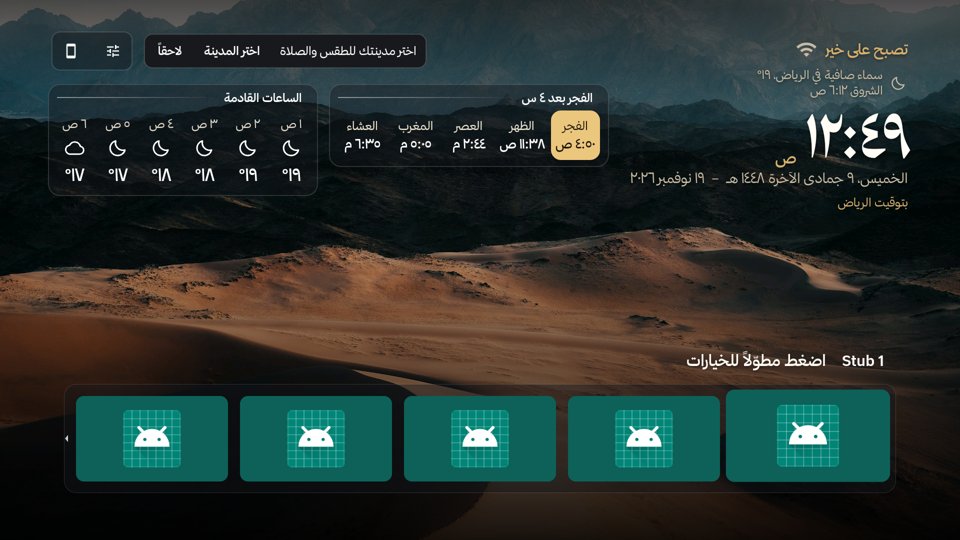 تصبح على خير
سماء صافية في الرياض، ١٩°
الشروق ٦:١٢ ص
١٢:٤٩ ص
الخميس، ٩ جمادى الآخرة ١٤٤٨ هـ – ١٩ نوفمبر ٢٠٢٦
بتوقيت الرياض
اختر مدينتك للطقس والصلاة اختر المدينة لاحقاً
الفجر بعد ٤ س
الفجر الظهر العصر المغرب العشاء
٤:٥٠ ص ١١:٣٨ ص ٢:٤٤ م ٥:٠٥ م ٦:٣٥ م
الساعات القادمة
١ ص ٢ ص ٣ ص ٤ ص ٥ ص ٦ ص
١٩° ١٩° ١٨° ١٨° ١٧° ١٧°
Stub 1 اضغط مطوّلاً للخيارات